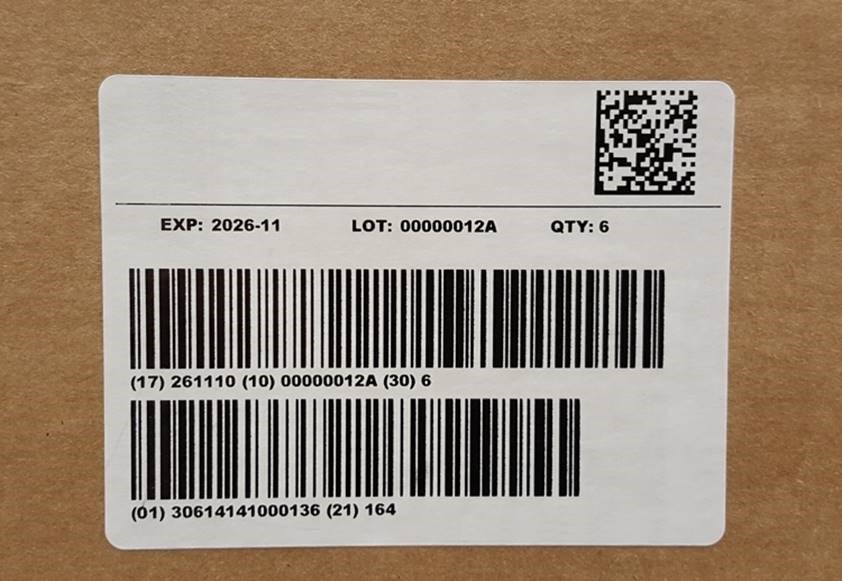 EXP: 2026-11 LOT: 00000012A QTY: 6
(17) 261110 (10) 00000012A (30) 6
(01) 30614141000136 (21) 164